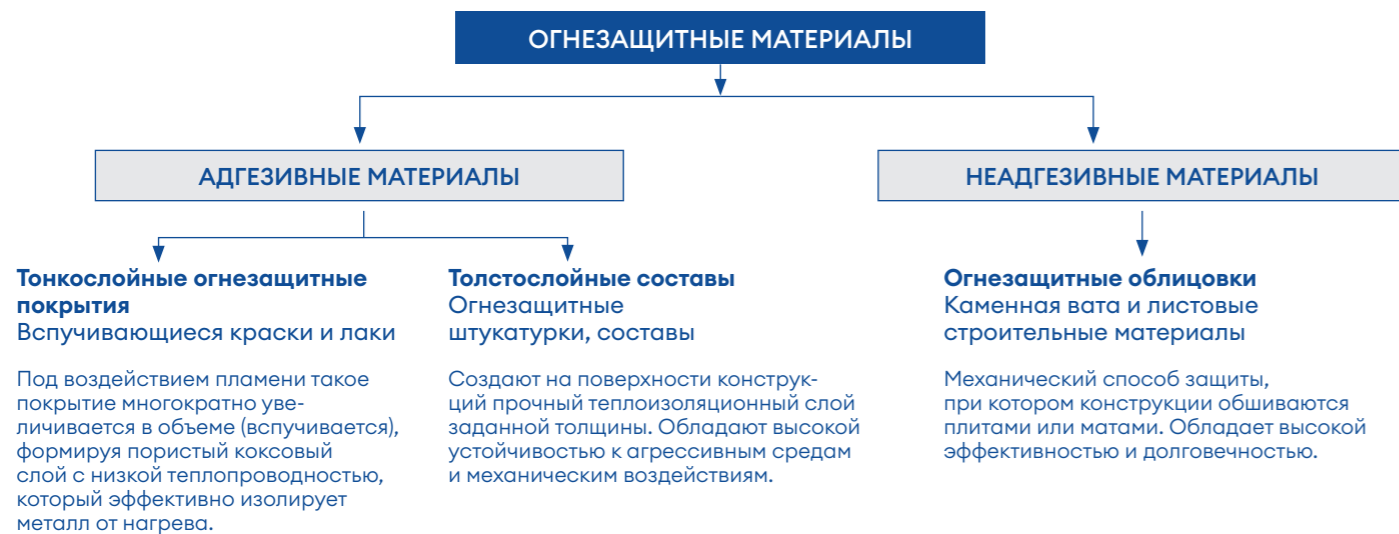 ОГНЕЗАЩИТНЫЕ МАТЕРИАЛЫ
АДГЕЗИВНЫЕ МАТЕРИАЛЫ
НЕАДГЕЗИВНЫЕ МАТЕРИАЛЫ
Тонкослойные огнезащитные
покрытия
Вспучивающиеся краски и лаки
Под воздействием пламени такое
покрытие многократно уве-
личивается в объеме (вспучивается),
формируя пористый коксовый
слой с низкой теплопроводностью,
который эффективно изолирует
металл от нагрева.
Толстослойные составы
Огнезащитные
штукатурки, составы
Создают на поверхности конструк-
ций прочный теплоизоляционный слой
заданной толщины. Обладают высокой
устойчивостью к агрессивным средам
и механическим воздействиям.
Огнезащитные облицовки
Каменная вата и листовые
строительные материалы
Механический способ защиты,
при котором конструкции обшиваются
плитами или матами. Обладает высокой
эффективностью и долговечностью.